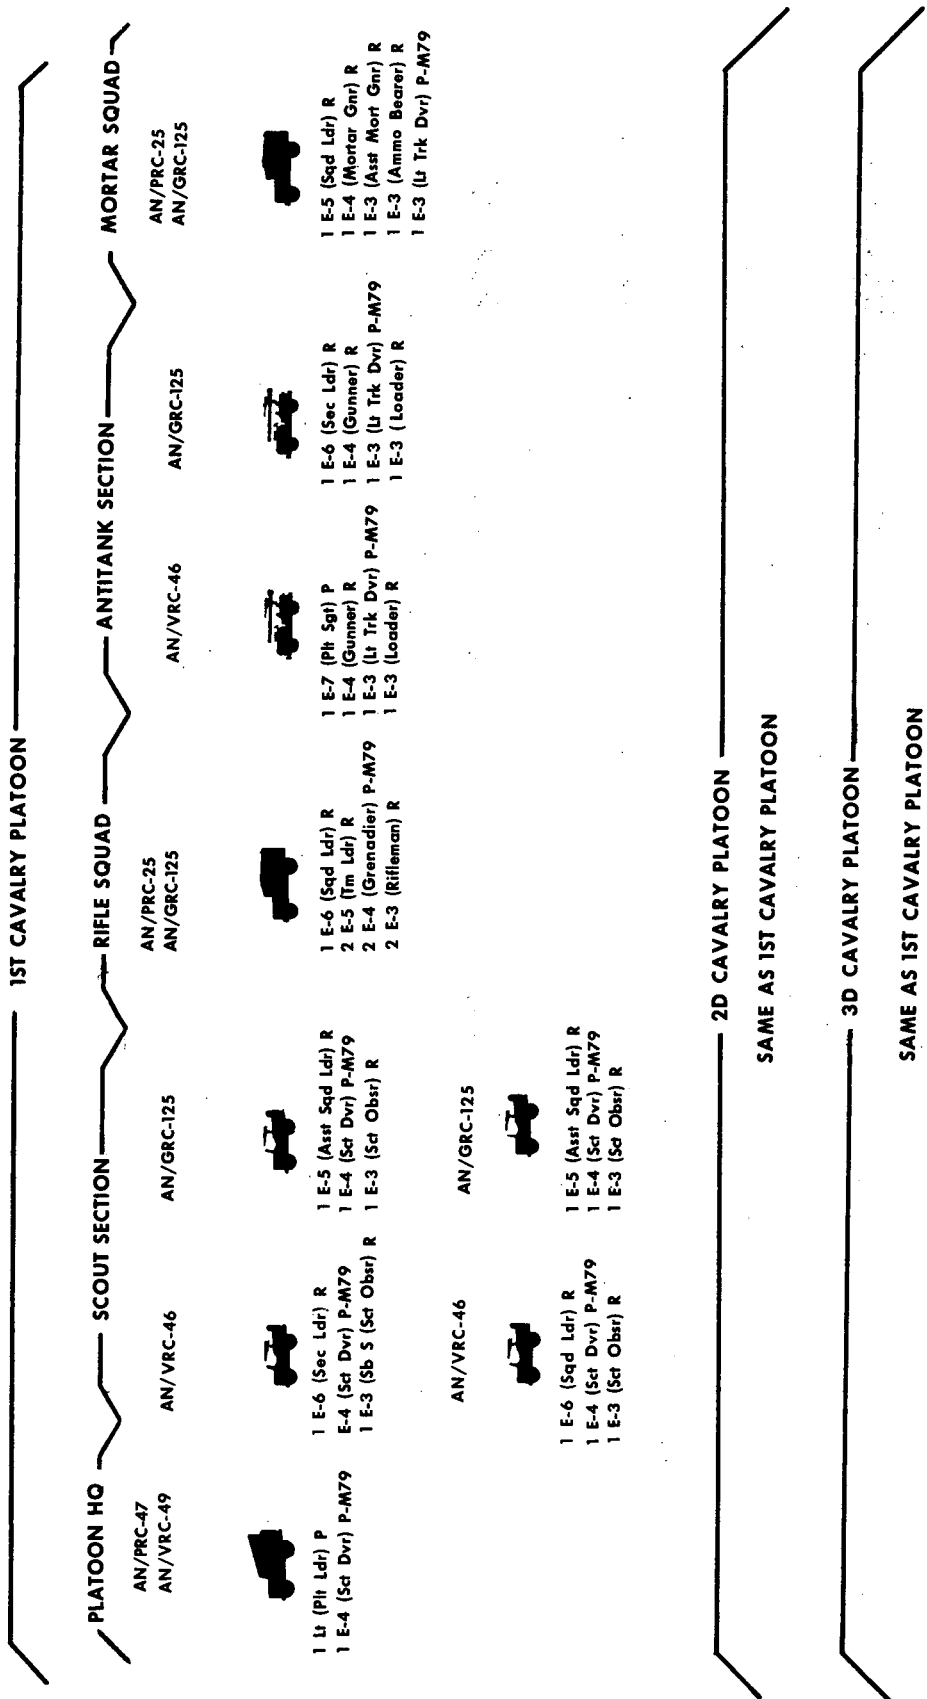 1ST CAVALRY PLATOON
PLATOON HQ
AN/PRC-47
AN/VRC-49
1 Lt (Plt Ldr) P
1 E-4 (Sct Dvr) P-M79
SCOUT SECTION
AN/VRC-46
1 E-6 (Sec Ldr) R
E-4 (Sct Dvr) P-M79
1 E-3 (Sb S (Sct Obsr) R
AN/GRC-125
1 E-5 (Asst Sqd Ldr) R
1 E-4 (Sct Dvr) P-M79
1 E-3 (Sct Obsr) R
AN/VRC-46
1 E-6 (Sqd Ldr) R
1 E-4 (Sct Dvr) P-M79
1 E-3 (Sct Obsr) R
AN/GRC-125
1 E-5 (Asst Sqd Ldr) R
1 E-4 (Sct Dvr) P-M79
1 E-3 (Sct Obsr) R
RIFLE SQUAD
AN/PRC-25
AN/GRC-125
1 E-6 (Sqd Ldr) R
2 E-5 (Tm Ldr) R
2 E-4 (Grenadier) P-M79
2 E-3 (Rifleman) R
ANTITANK SECTION
AN/VRC-46
1 E-7 (Plt Sgt) P
1 E-4 (Gunner) R
1 E-3 (Lt Trk Dvr) P-M79
1 E-3 (Loader) R
AN/GRC-125
1 E-6 (Sec Ldr) R
1 E-4 (Gunner) R
1 E-3 (Lt Trk Dvr) P-M79
1 E-3 (Loader) R
MORTAR SQUAD
AN/PRC-25
AN/GRC-125
1 E-5 (Sqd Ldr) R
1 E-4 (Mortar Gnr) R
1 E-3 (Asst Mort Gnr) R
1 E-3 (Ammo Bearer) R
1 E-3 (Lt Trk Dvr) P-M79
2D CAVALRY PLATOON
SAME AS 1ST CAVALRY PLATOON
3D CAVALRY PLATOON
SAME AS 1ST CAVALRY PLATOON